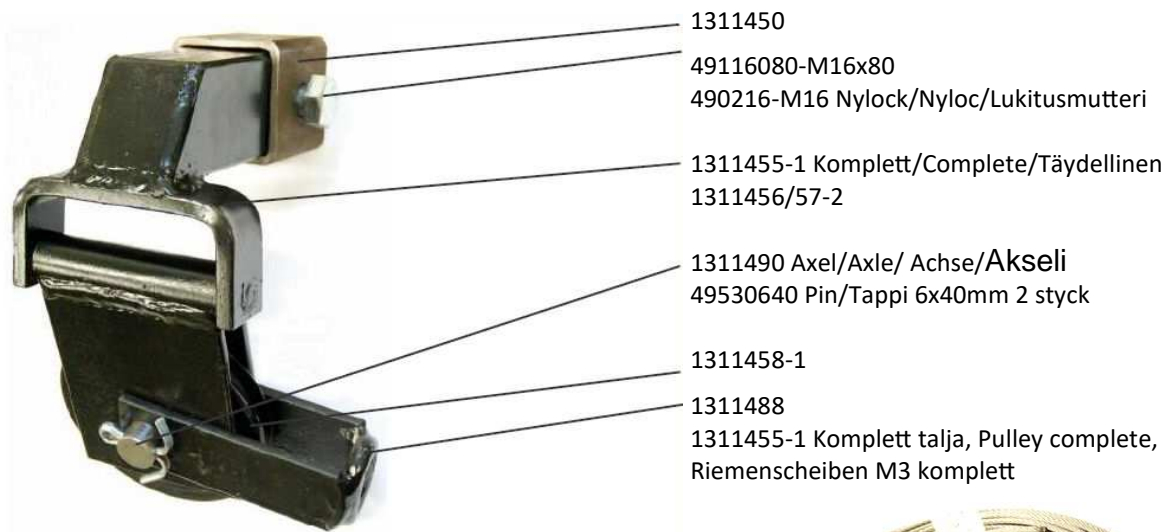 1311450
49116080-M16x80
490216-M16 Nylock/Nyloc/Lukitusmutteri
1311455-1 Komplett/Complete/Täydellinen
1311456/57-2
1311490 Axel/Axle/ Achse/Akseli
49530640 Pin/Tappi 6x40mm 2 styck
1311458-1
1311488
1311455-1 Komplett talja, Pulley complete,
Riemenscheiben M3 komplett